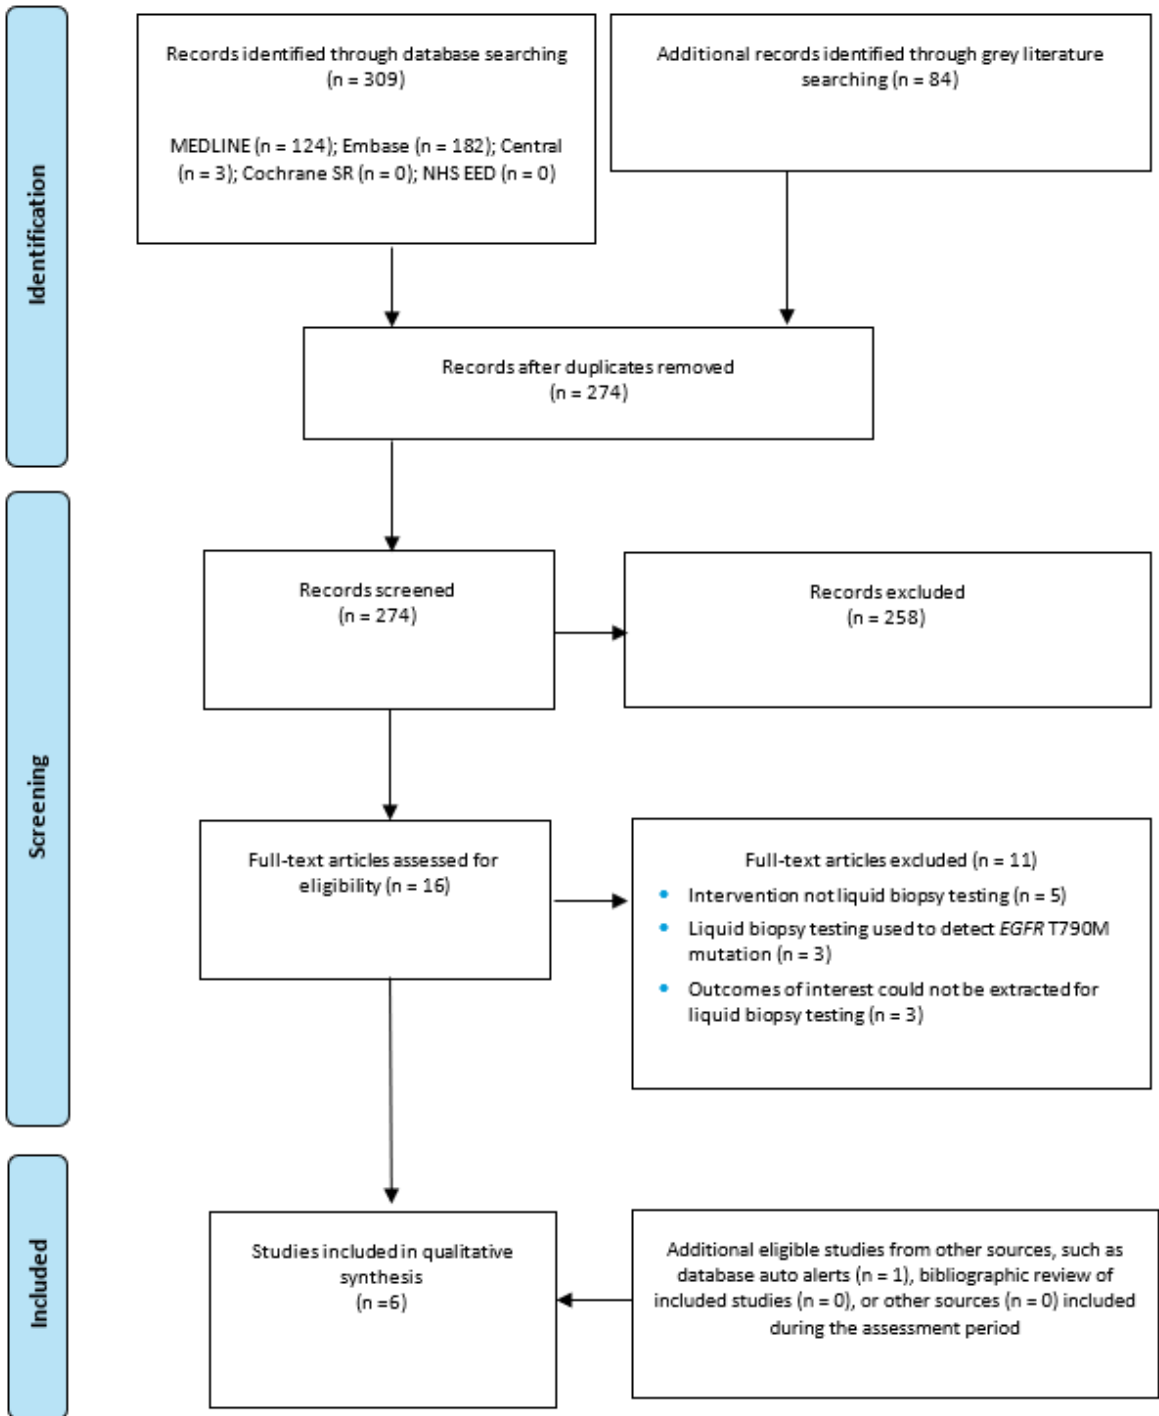 Identification
Records identified through database searching
(n = 309)
MEDLINE (n = 124); Embase (n = 182); Central
(n = 3); Cochrane SR (n = 0); NHS EED (n = 0)
Additional records identified through grey literature
searching (n = 84)
Records after duplicates removed
(n = 274)
Screening
Records screened
(n = 274)
Records excluded
(n = 258)
Full-text articles assessed for
eligibility (n = 16)
Full-text articles excluded (n = 11)
• Intervention not liquid biopsy testing (n = 5)
• Liquid biopsy testing used to detect EGFR T790M
mutation (n = 3)
• Outcomes of interest could not be extracted for
liquid biopsy testing (n = 3)
Included
Studies included in qualitative
synthesis
(n =6)
Additional eligible studies from other sources, such as
database auto alerts (n = 1), bibliographic review of
included studies (n = 0), or other sources (n = 0) included
during the assessment period